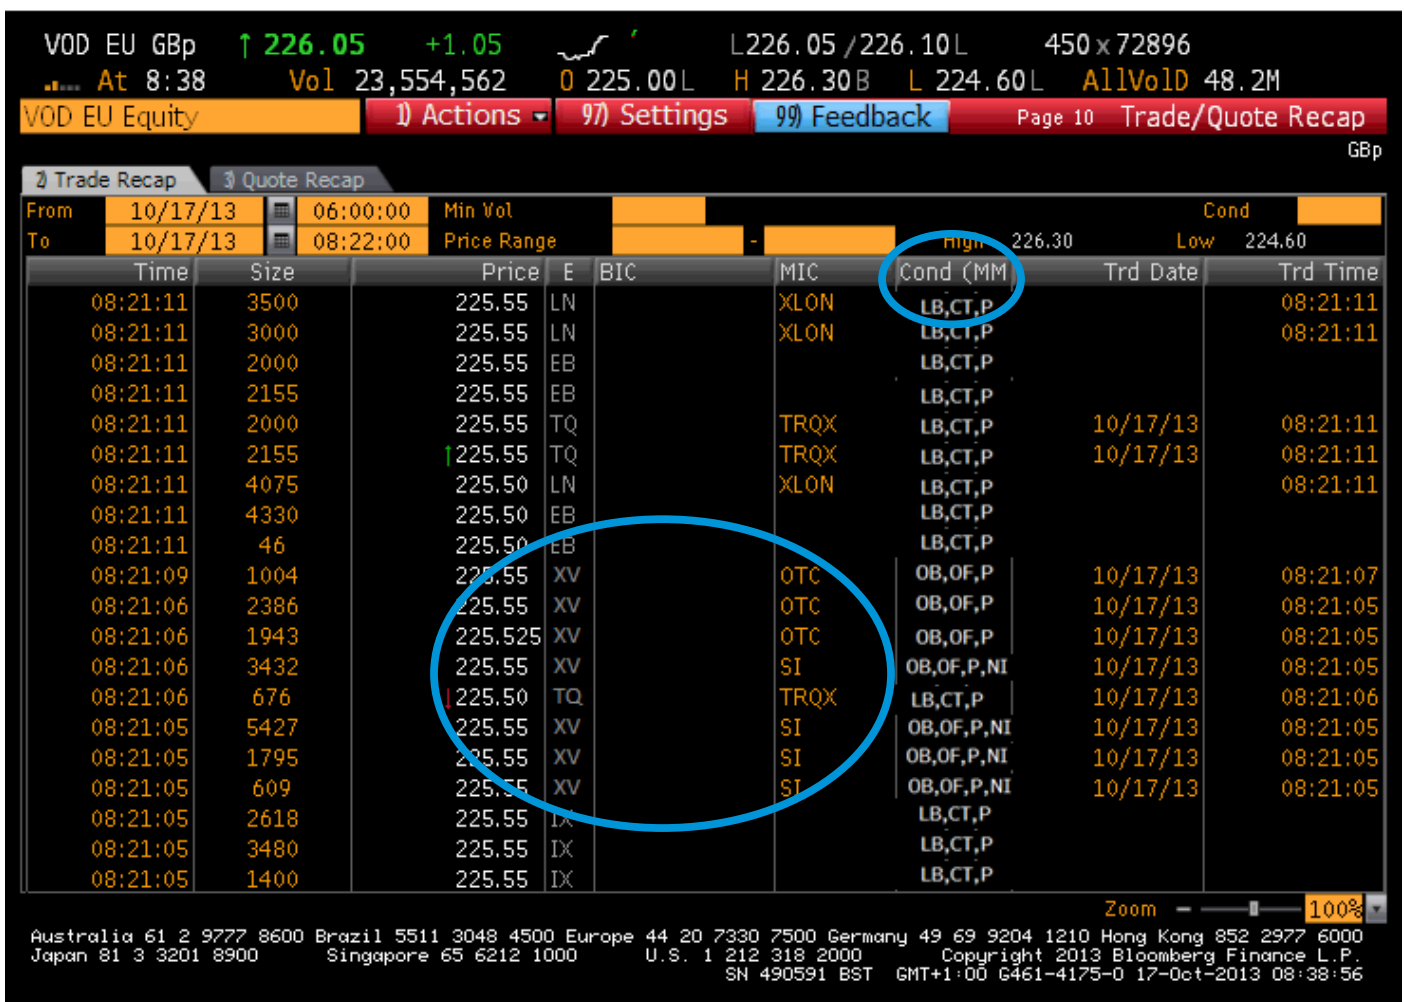 VOD EU GBp ↑ 226.05 +1.05 L226.05/226.10L 450x72896
At 8:38 Vol 23,554,562 O 225.00L H 226.30B L 224.60L AllVolD 48.2M
VOD EU Equity 1) Actions 97) Settings 99) Feedback Page 10 Trade/Quote Recap
GBp
2) Trade Recap 3) Quote Recap
From 10/17/13 06:00:00 Min Vol Cond
To 10/17/13 08:22:00 Price Range - High 226.30 Low 224.60
Time Size Price E BIC MIC Cond (MM Trd Date Trd Time
08:21:11 3500 225.55 LN XLON LB,CT,P 08:21:11
08:21:11 3000 225.55 LN XLON LB,CT,P 08:21:11
08:21:11 2000 225.55 EB LB,CT,P
08:21:11 2155 225.55 EB LB,CT,P
08:21:11 2000 225.55 TQ TRQX LB,CT,P 10/17/13 08:21:11
08:21:11 2155 ↑225.55 TQ TRQX LB,CT,P 10/17/13 08:21:11
08:21:11 4075 225.50 LN XLON LB,CT,P 08:21:11
08:21:11 4330 225.50 EB LB,CT,P
08:21:11 46 225.50 EB LB,CT,P
08:21:09 1004 225.55 XV OTC OB,OF,P 10/17/13 08:21:07
08:21:06 2386 225.55 XV OTC OB,OF,P 10/17/13 08:21:05
08:21:06 1943 225.525 XV OTC OB,OF,P 10/17/13 08:21:05
08:21:06 3432 225.55 XV SI OB,OF,P,NI 10/17/13 08:21:05
08:21:06 676 ↓225.50 TQ TRQX LB,CT,P 10/17/13 08:21:06
08:21:05 5427 225.55 XV SI OB,OF,P,NI 10/17/13 08:21:05
08:21:05 1795 225.55 XV SI OB,OF,P,NI 10/17/13 08:21:05
08:21:05 609 225.55 XV SI OB,OF,P,NI 10/17/13 08:21:05
08:21:05 2618 225.55 IX LB,CT,P
08:21:05 3480 225.55 IX LB,CT,P
08:21:05 1400 225.55 IX LB,CT,P
Zoom - 100%
Australia 61 2 9777 8600 Brazil 5511 3048 4500 Europe 44 20 7330 7500 Germany 49 69 9204 1210 Hong Kong 852 2977 6000
Japan 81 3 3201 8900 Singapore 65 6212 1000 U.S. 1 212 318 2000 Copyright 2013 Bloomberg Finance L.P.
SN 490591 BST GMT+1:00 G461-4175-0 17-Oct-2013 08:38:56